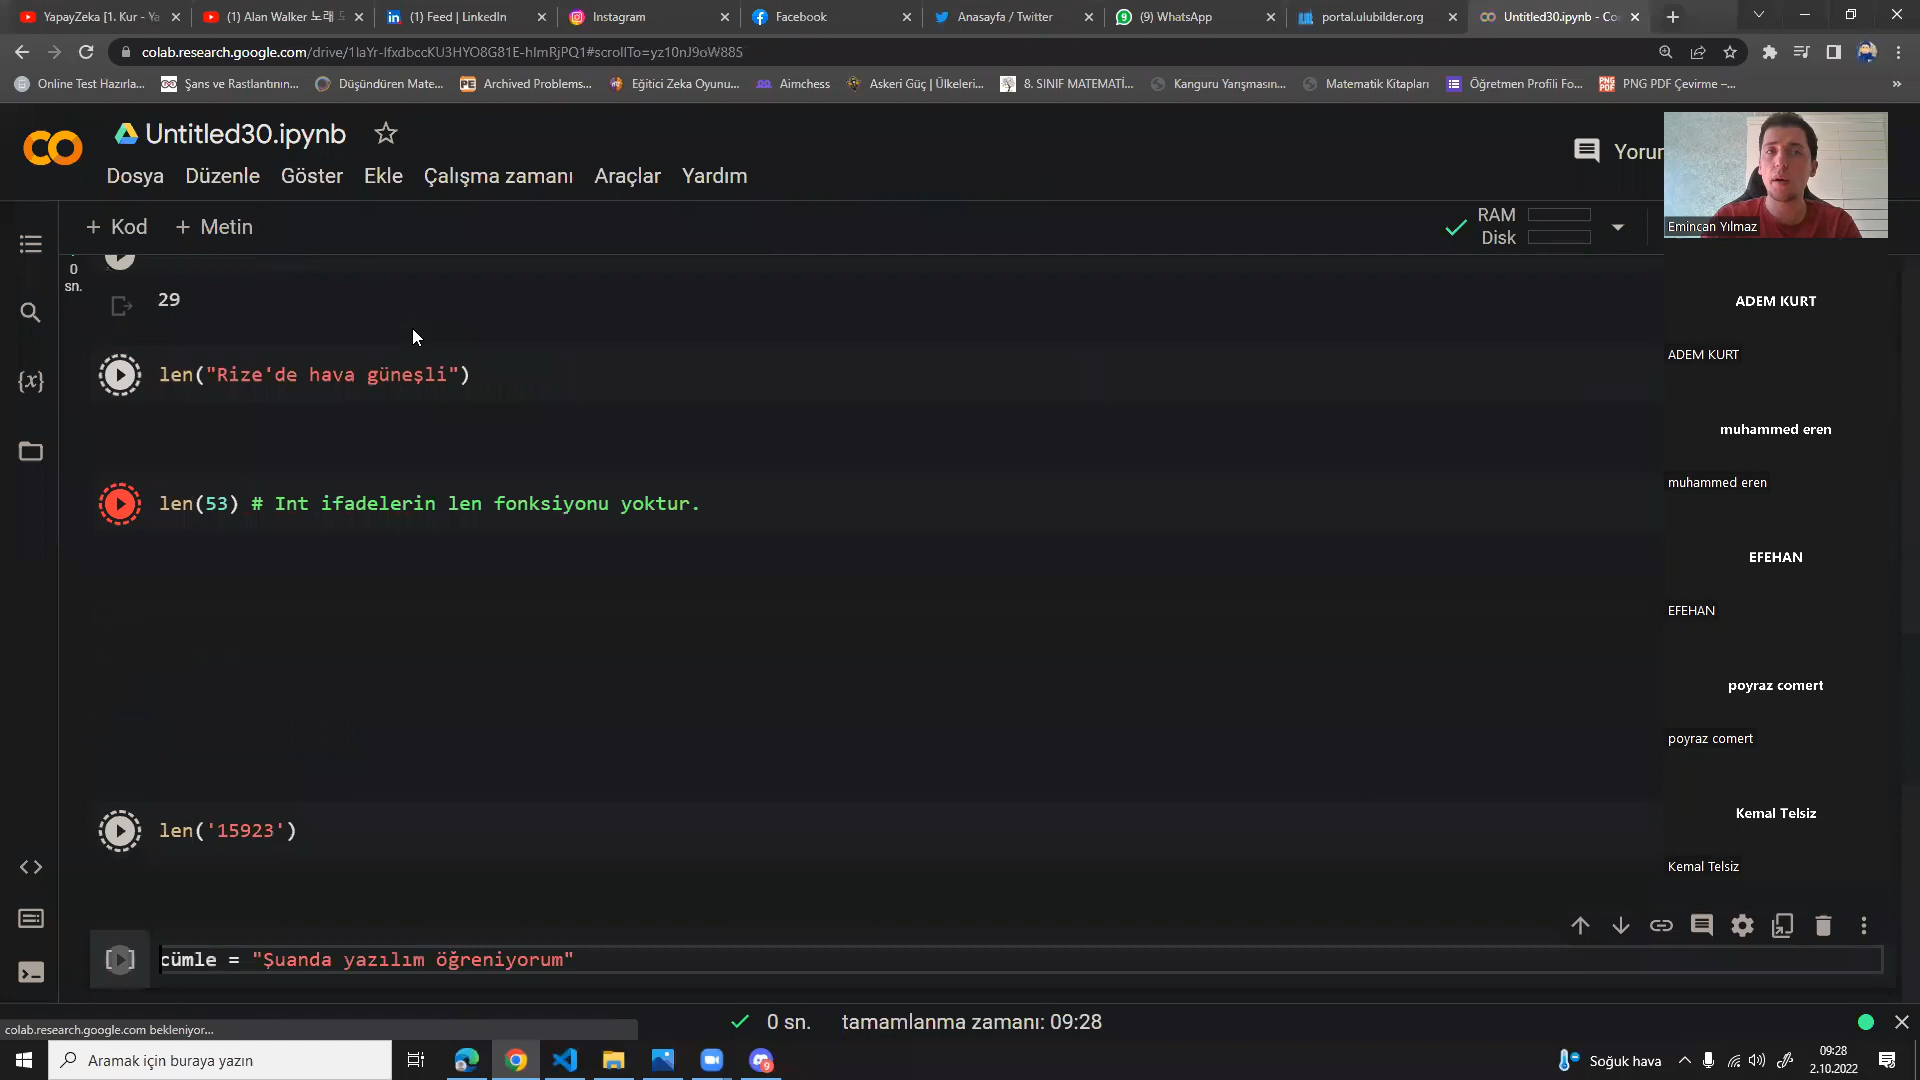 YapayZeka [1. Kur - Ya
(1) Alan Walker 노래 모
(1) Feed | LinkedIn
Instagram
Facebook
Anasayfa / Twitter
(9) WhatsApp
portal.ulubilder.org
Untitled30.ipynb - Co
colab.research.google.com/drive/1IaYr-IfxdbccKU3HYO8G81E-hImRjPQ1#scrollTo=yz10nJ9oW885
Online Test Hazırla...
Şans ve Rastlantının...
Düşündüren Mate...
Archived Problems...
Eğitici Zeka Oyunu...
Aimchess
Askeri Güç | Ülkeleri...
8. SINIF MATEMATİ...
Kanguru Yarışması...
Matematik Kitapları
Öğretmen Profili Fo...
PNG PDF Çevirme –...
Untitled30.ipynb
Yorum
Dosya Düzenle Göster Ekle Çalışma zamanı Araçlar Yardım
+ Kod + Metin
RAM
Disk
Emincan Yılmaz
0
sn.
29
len("Rize'de hava güneşli")
len(53) # Int ifadelerin len fonksiyonu yoktur.
len('15923')
cümle = "Şuanda yazılım öğreniyorum"
ADEM KURT
ADEM KURT
muhammed eren
muhammed eren
EFEHAN
EFEHAN
poyraz comert
poyraz comert
Kemal Telsiz
Kemal Telsiz
colab.research.google.com bekleniyor...
0 sn. tamamlanma zamanı: 09:28
Aramak için buraya yazın
Soğuk hava
09:28
2.10.2022